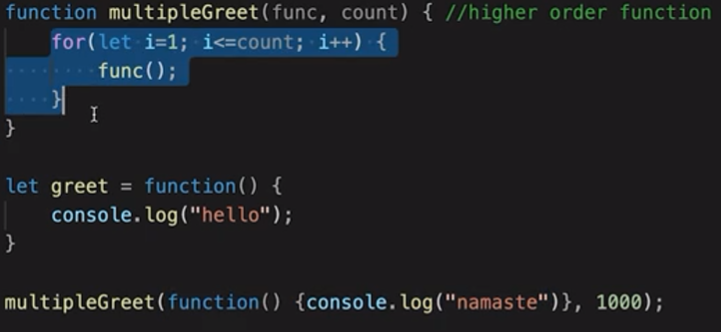 function multipleGreet(func, count) { //higher order function
    for(let i=1; i<=count; i++) {
        func();
    }
}

let greet = function() {
    console.log("hello");
}

multipleGreet(function() {console.log("namaste")}, 1000);